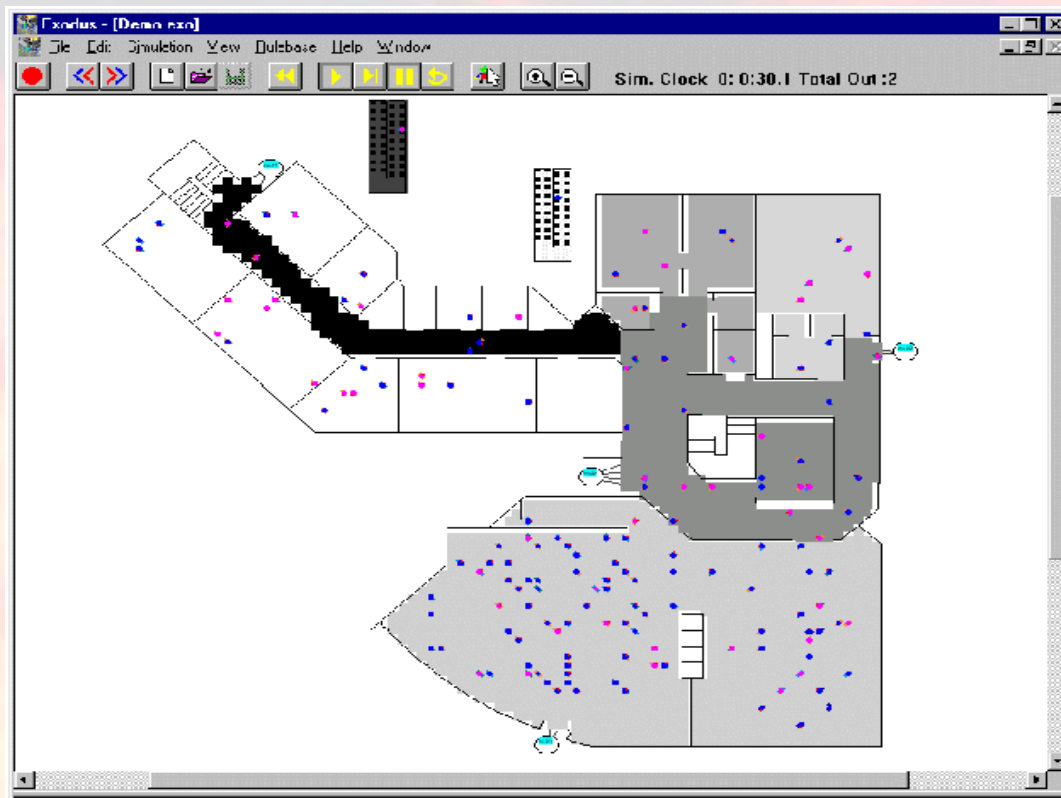 Exodus - [Demo.exo]
File Edit Simulation View Rulebase Help Window
Sim. Clock 0: 0:30.1 Total Out :2